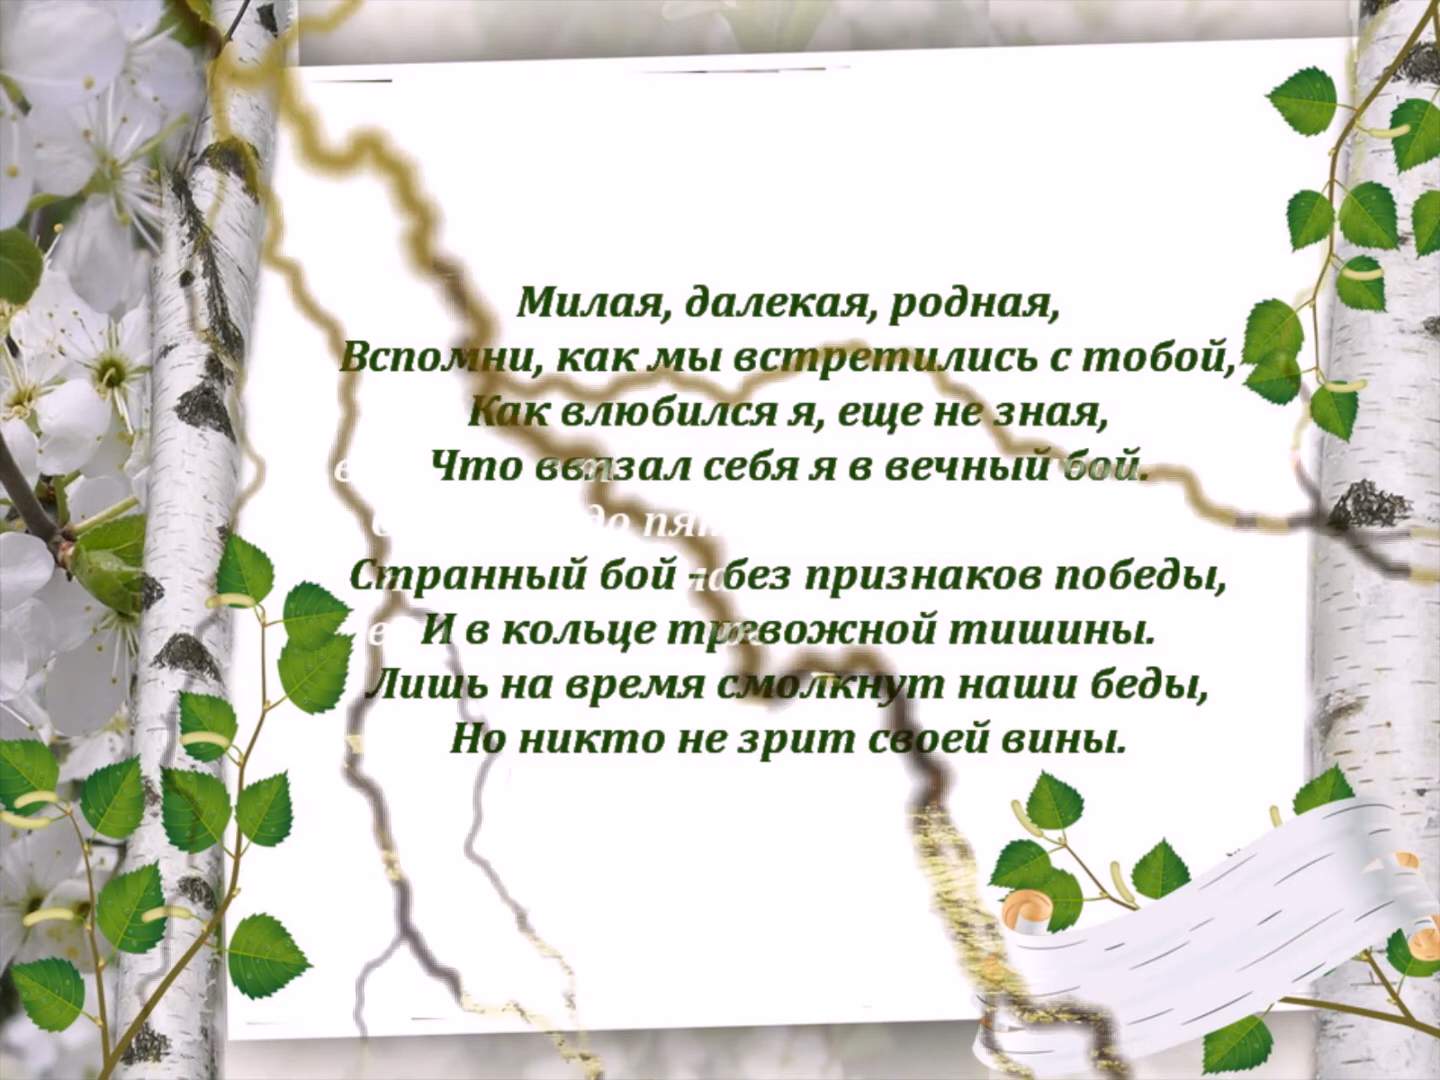 Милая, далекая, родная,
Вспомни, как мы встретились с тобой,
Как влюбился я, еще не зная,
Что ввязал себя я в вечный бой.
до
Странный бой – без признаков победы,
И в кольце тревожной тишины.
Лишь на время смолкнут наши беды,
Но никто не зрит своей вины.